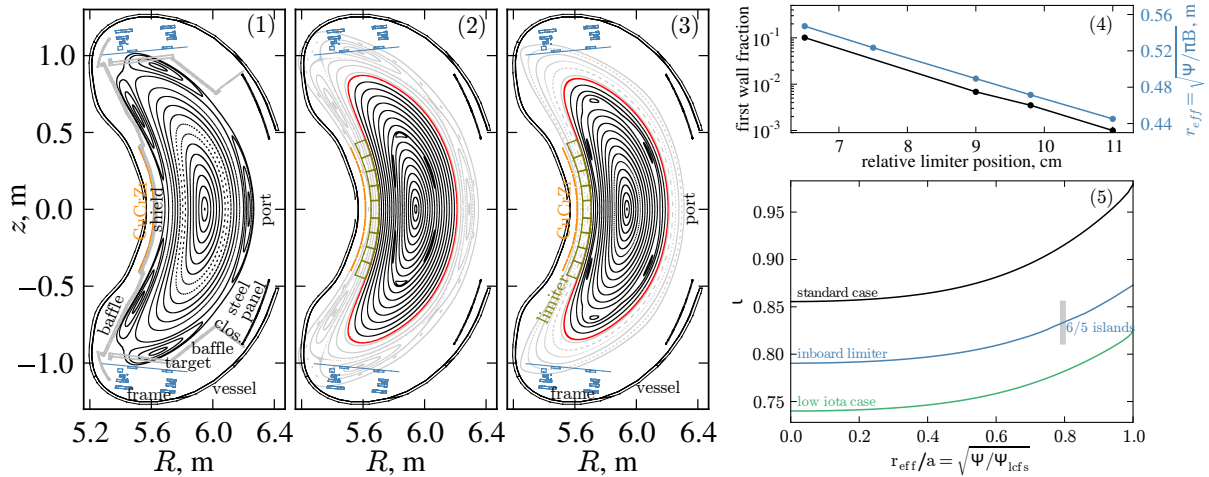 (1)
(2)
(3)
z, m
1.0
0.5
0.0
−0.5
−1.0
shield
port
baffle
steel
panel
clos.
baffle
target
frame
vessel
5.2
5.6
6.0
6.4
R, m
5.2
5.6
6.0
6.4
R, m
CuCrZr
port
limiter
frame
vessel
5.2
5.6
6.0
6.4
R, m
(4)
first wall fraction
10⁻¹
10⁻²
10⁻³
7
8
9
10
11
relative limiter position, cm
0.56
0.52
0.48
0.44
r_eff = √Ψ/πB, m
(5)
ι
0.95
0.90
0.85
0.80
0.75
standard case
inboard limiter
6/5 islands
low iota case
0.0
0.2
0.4
0.6
0.8
1.0
r_eff/a = √Ψ/Ψ_lcfs